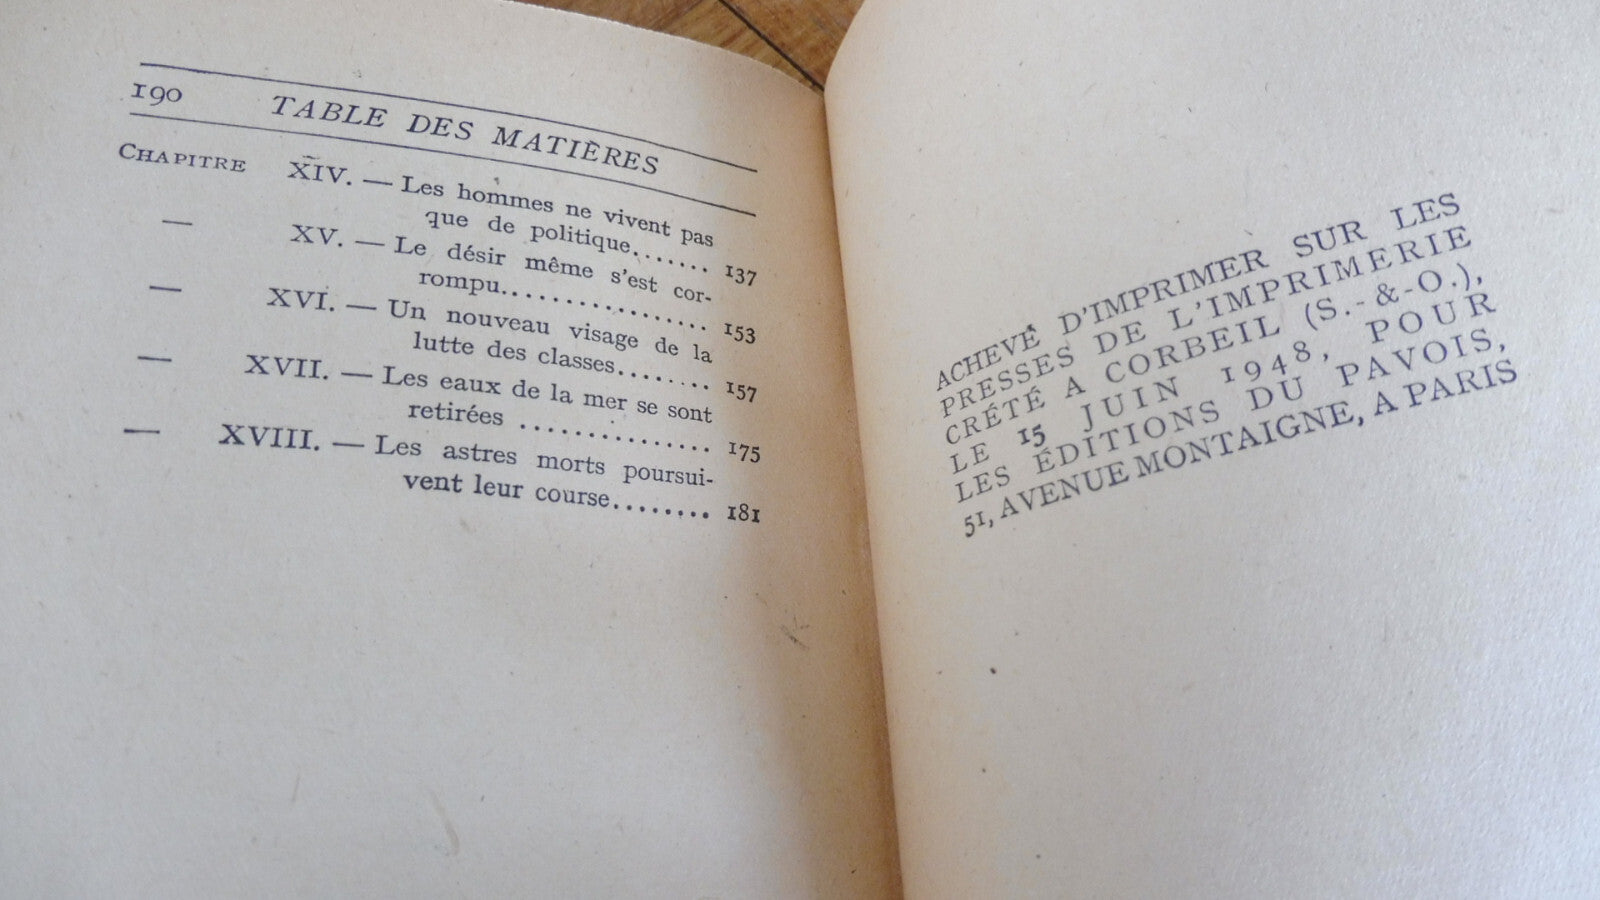 190 TABLE DES MATIÈRES
CHAPITRE XIV. — Les hommes ne vivent pas
que de politique....... 137
— XV. — Le désir même s'est cor-
rompu................ 153
— XVI. — Un nouveau visage de la
lutte des classes........ 157
— XVII. — Les eaux de la mer se sont
retirées ............... 175
— XVIII. — Les astres morts poursui-
vent leur course........ 181
ACHEVÉ D'IMPRIMER SUR LES
PRESSES DE L'IMPRIMERIE
CRÉTÉ A CORBEIL (S.-&-O.),
LE 15 JUIN 1948, POUR
LES ÉDITIONS DU PAVOIS,
51, AVENUE MONTAIGNE, A PARIS